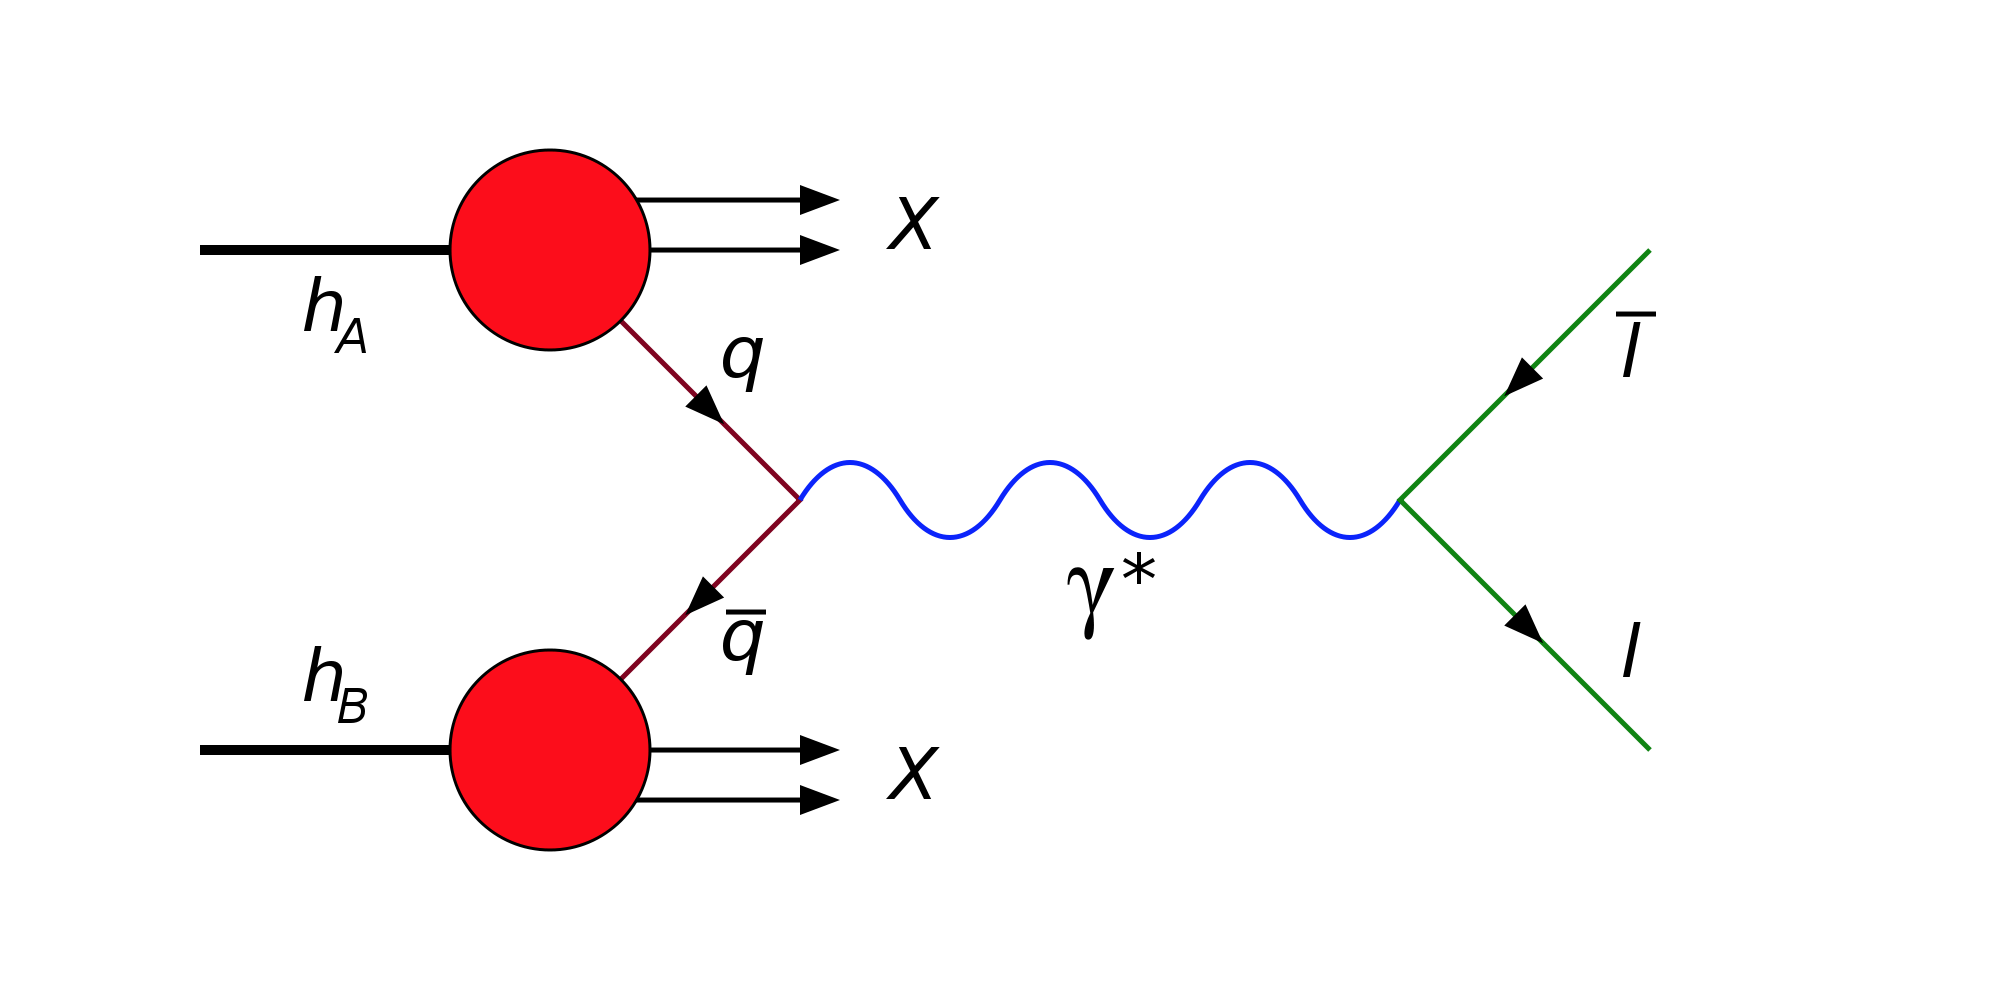 X
h_A
q
l̅
γ*
q̅
h_B
l
X